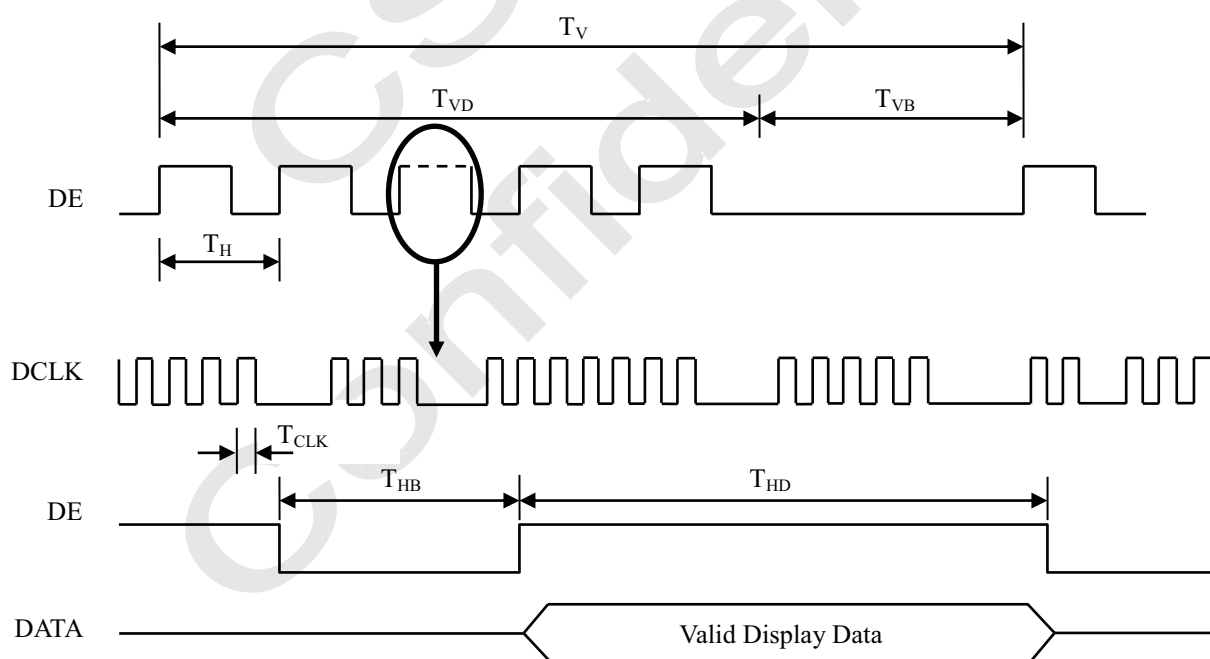 T_V
T_VD T_VB
DE
T_H
DCLK
T_CLK
T_HB T_HD
DE
DATA Valid Display Data